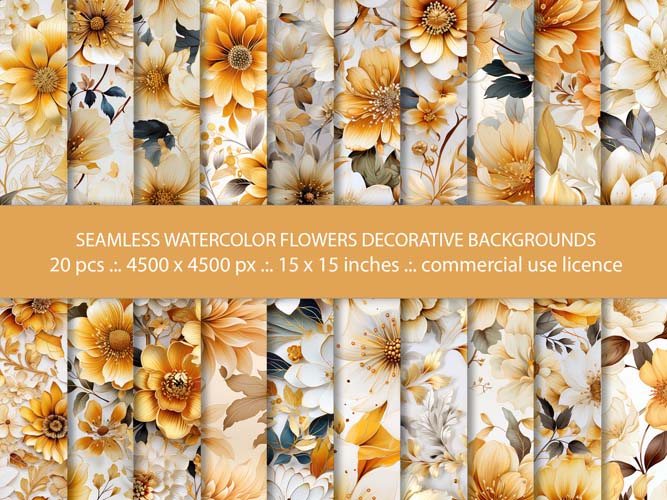 SEAMLESS WATERCOLOR FLOWERS DECORATIVE BACKGROUNDS
20 pcs .:. 4500 x 4500 px .:. 15 x 15 inches .:. commercial use licence